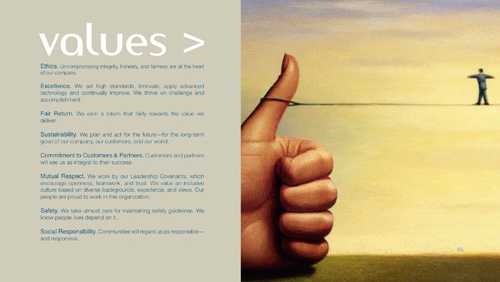 values >
Ethics. Uncompromising integrity, honesty, and fairness are at the heart
of our company.
Excellence. We set high standards, innovate, apply advanced
technology and continually improve. We thrive on challenge and
accomplishment.
Fair Return. We earn a return that fairly rewards the value we
deliver.
Sustainability. We plan and act for the future—for the long-term
good of our company, our customers, and our world.
Commitment to Customers & Partners. Customers and partners
will see us as integral to their success.
Mutual Respect. We work by our Leadership Covenants, which
encourage openness, teamwork, and trust. We value an inclusive
culture based on diverse backgrounds, experience, and views. Our
people are proud to work in this organization.
Safety. We take utmost care for maintaining safety guidelines. We
know people lives depend on it.
Social Responsibility. Communities will regard us as responsible—
and responsive.